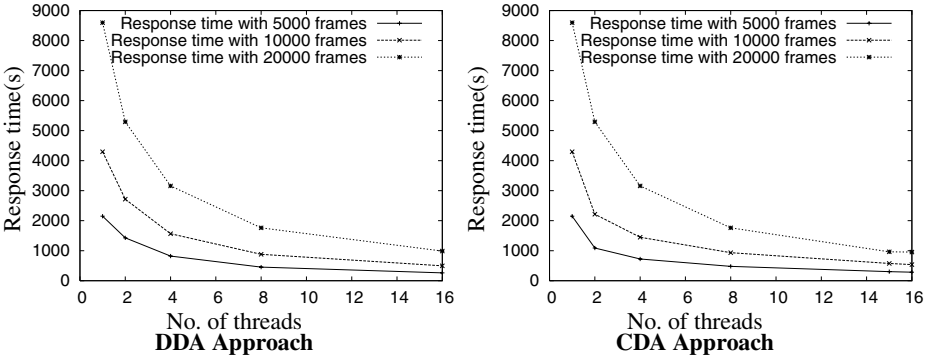 9000
8000
7000
6000
5000
4000
3000
2000
1000
0
Response time(s)
Response time with 5000 frames
Response time with 10000 frames
Response time with 20000 frames
0 2 4 6 8 10 12 14 16
No. of threads
DDA Approach
9000
8000
7000
6000
5000
4000
3000
2000
1000
0
Response time(s)
Response time with 5000 frames
Response time with 10000 frames
Response time with 20000 frames
0 2 4 6 8 10 12 14 16
No. of threads
CDA Approach